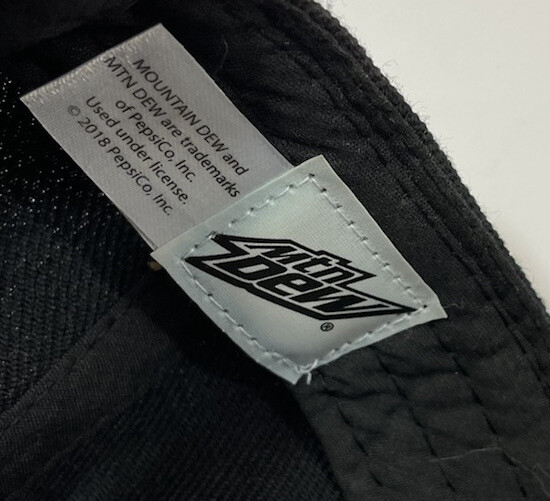 MOUNTAIN DEW and
MTN DEW are trademarks
of PepsiCo, Inc.
Used under license.
© 2018 PepsiCo, Inc.
mtn
DEW®